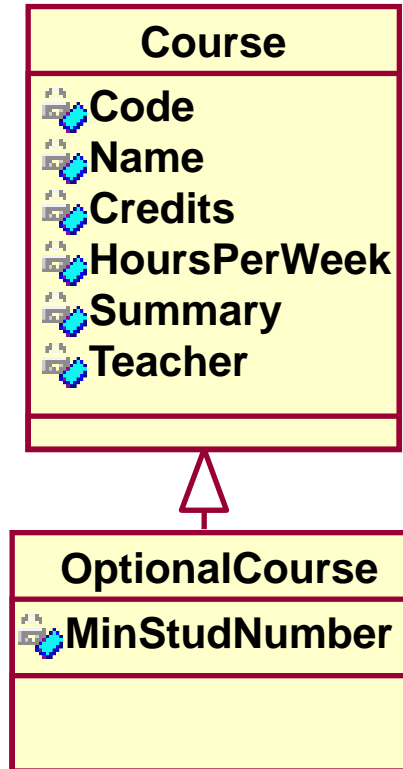 Course
Code
Name
Credits
HoursPerWeek
Summary
Teacher
OptionalCourse
MinStudNumber